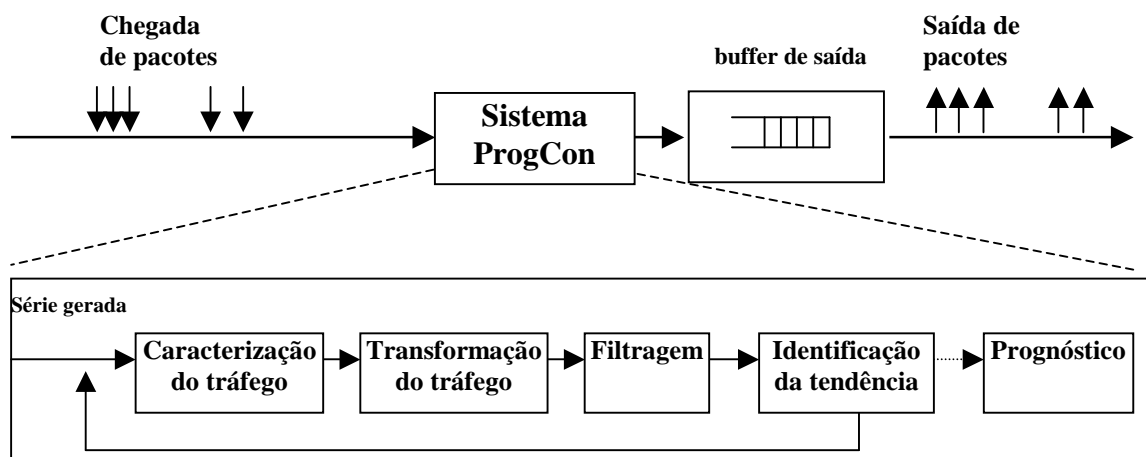 Chegada
de pacotes
Saída de
pacotes
buffer de saída
Sistema
ProgCon
Série gerada
Caracterização
do tráfego
Transformação
do tráfego
Filtragem
Identificação
da tendência
Prognóstico